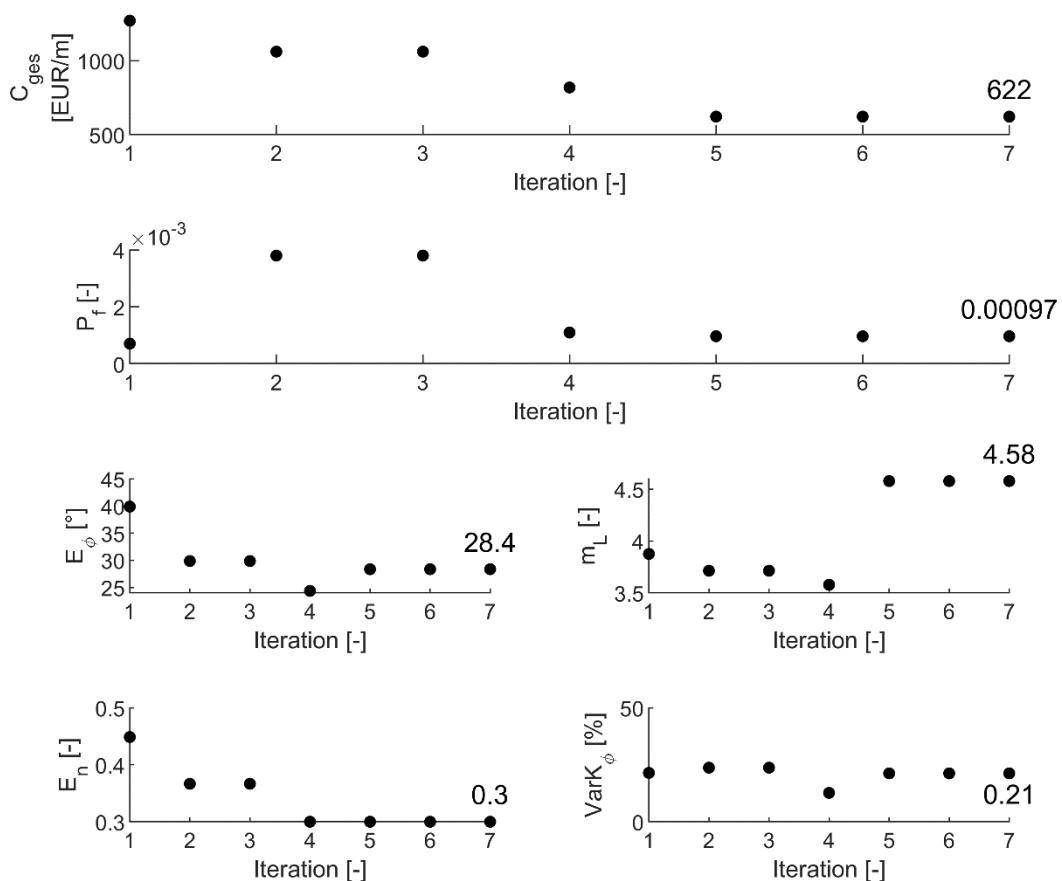 C_ges
[EUR/m]
1000
500
622
1 2 3 4 5 6 7
Iteration [-]
×10^-3
P_f [-]
4
2
0
0.00097
1 2 3 4 5 6 7
Iteration [-]
E_ϕ [°]
45
40
35
30
25
28.4
1 2 3 4 5 6 7
Iteration [-]
m_L [-]
4.5
4
3.5
4.58
1 2 3 4 5 6 7
Iteration [-]
E_n [-]
0.5
0.4
0.3
0.3
1 2 3 4 5 6 7
Iteration [-]
VarK_ϕ [%]
50
0
0.21
1 2 3 4 5 6 7
Iteration [-]